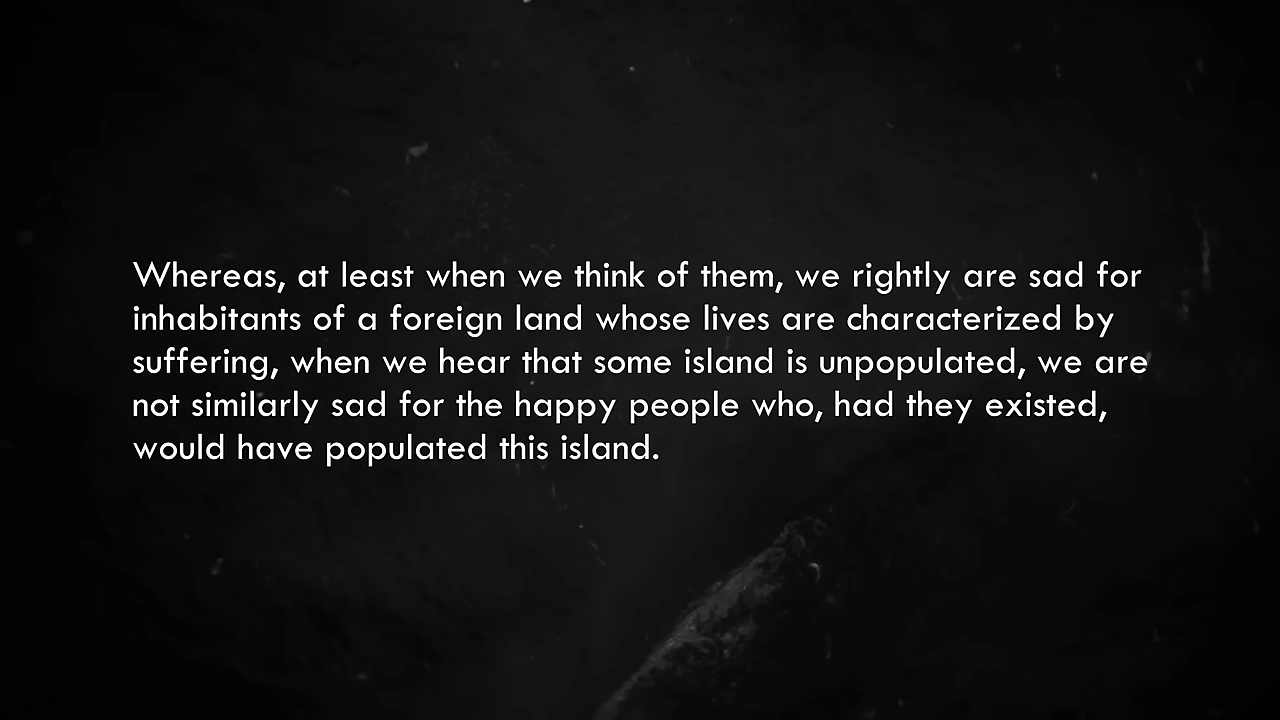 Whereas, at least when we think of them, we rightly are sad for
inhabitants of a foreign land whose lives are characterized by
suffering, when we hear that some island is unpopulated, we are
not similarly sad for the happy people who, had they existed,
would have populated this island.